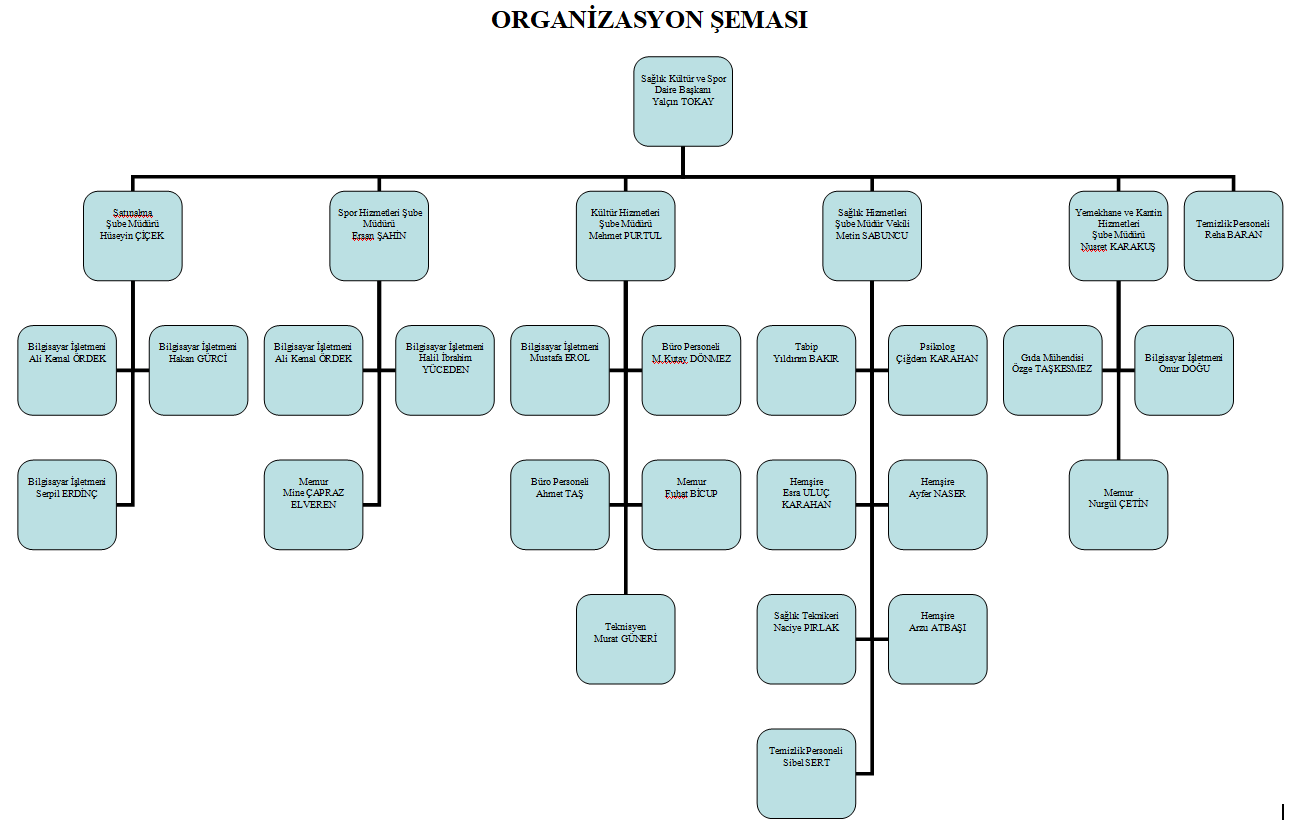 ORGANİZASYON ŞEMASI
Sağlık Kültür ve Spor
Daire Başkanı
Yalçın TOKAY
Satınalma
Şube Müdürü
Hüseyin ÇİÇEK
Spor Hizmetleri Şube
Müdürü
Ersan ŞAHİN
Kültür Hizmetleri
Şube Müdürü
Mehmet PURTUL
Sağlık Hizmetleri
Şube Müdür Vekili
Metin SABUNCU
Yemekhane ve Kantin
Hizmetleri
Şube Müdürü
Nusret KARAKUŞ
Temizlik Personeli
Reha BARAN
Bilgisayar İşletmeni
Ali Kemal ÖRDEK
Bilgisayar İşletmeni
Hakan GÜRCİ
Bilgisayar İşletmeni
Ali Kemal ÖRDEK
Bilgisayar İşletmeni
Halil İbrahim
YÜCEDEN
Bilgisayar İşletmeni
Mustafa EROL
Büro Personeli
M.Kutay DÖNMEZ
Tabip
Yıldırım BAKIR
Psikolog
Çiğdem KARAHAN
Gıda Mühendisi
Özge TAŞKESMEZ
Bilgisayar İşletmeni
Onur DOĞU
Bilgisayar İşletmeni
Serpil ERDİNÇ
Memur
Mine ÇAPRAZ
ELVEREN
Büro Personeli
Ahmet TAŞ
Memur
BİCUP
Hemşire
Esra ULUÇ
KARAHAN
Hemşire
Ayfer NASER
Memur
Nurgül ÇETİN
Teknisyen
Murat GÜNERİ
Sağlık Teknikeri
Naciye PIRLAK
Hemşire
Arzu ATBAŞI
Temizlik Personeli
Sibel SERT